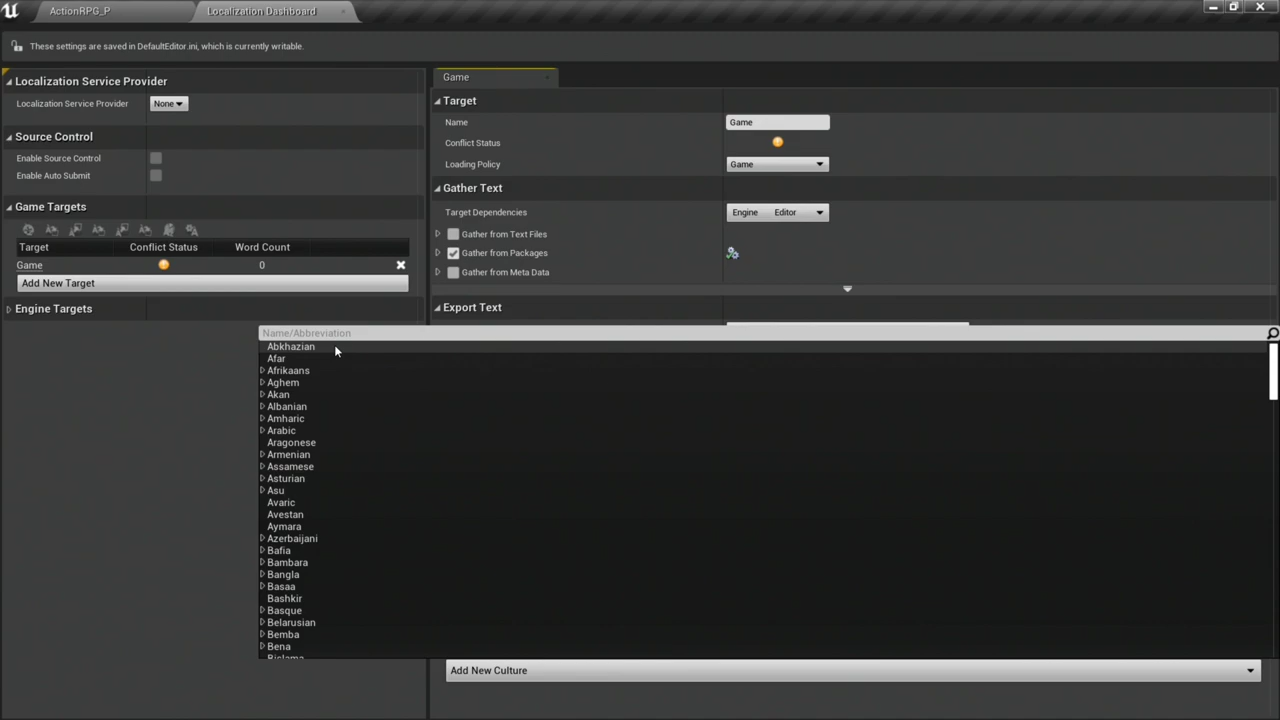 ActionRPG_P
Localization Dashboard
These settings are saved in DefaultEditor.ini, which is currently writable.
Localization Service Provider
Localization Service Provider
None
Source Control
Enable Source Control
Enable Auto Submit
Game Targets
Target Conflict Status Word Count
Game 0
Add New Target
Engine Targets
Game
Target
Name Game
Conflict Status
Loading Policy Game
Gather Text
Target Dependencies Engine Editor
Gather from Text Files
Gather from Packages
Gather from Meta Data
Export Text
Name/Abbreviation
Abkhazian
Afar
Afrikaans
Aghem
Akan
Albanian
Amharic
Arabic
Aragonese
Armenian
Assamese
Asturian
Asu
Avaric
Avestan
Aymara
Azerbaijani
Bafia
Bambara
Bangla
Basaa
Bashkir
Basque
Belarusian
Bemba
Bena
Bislama
Add New Culture